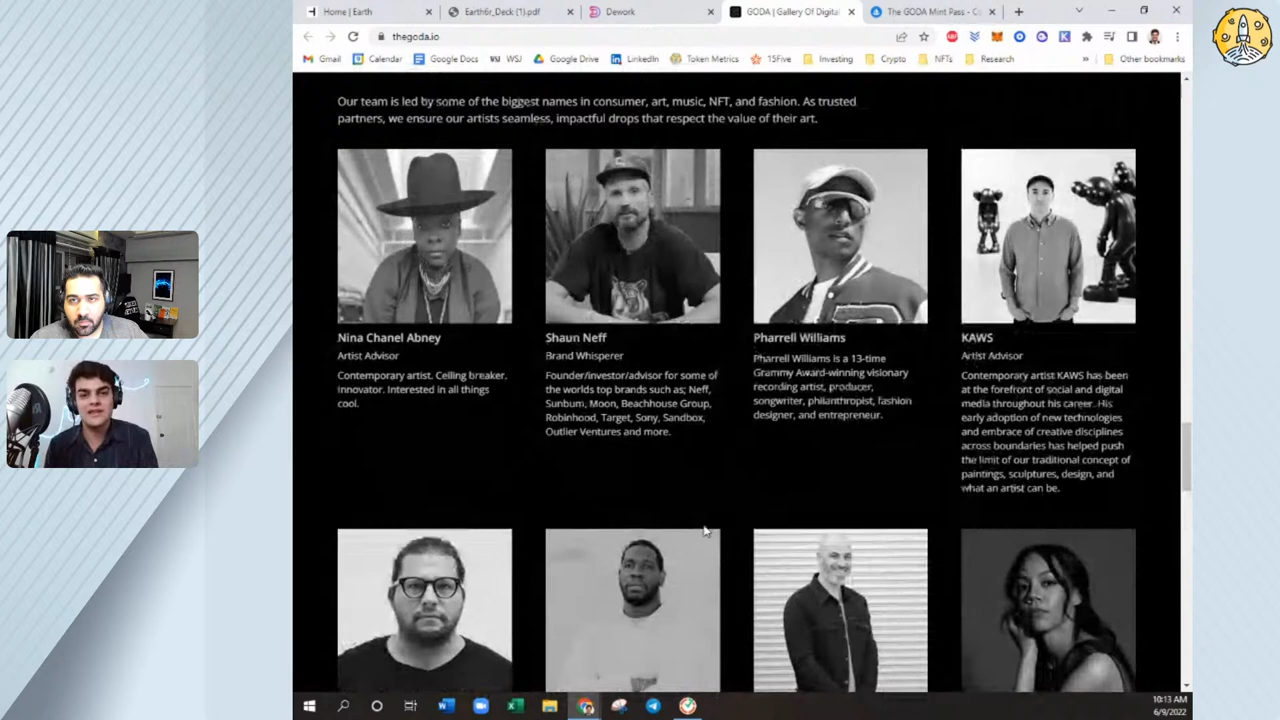 Home | Earth
Earth6r_Deck (1).pdf
Dework
GODA | Gallery Of Digital
The GODA Mint Pass - Co
thegoda.io
Gmail
Calendar
Google Docs
WSJ
Google Drive
LinkedIn
Token Metrics
15Five
Investing
Crypto
NFTs
Research
Other bookmarks
Our team is led by some of the biggest names in consumer, art, music, NFT, and fashion. As trusted
partners, we ensure our artists seamless, impactful drops that respect the value of their art.
Nina Chanel Abney
Artist Advisor
Contemporary artist. Ceiling breaker,
innovator. Interested in all things
cool.
Shaun Neff
Brand Whisperer
Founder/investor/advisor for some of
the worlds top brands such as; Neff,
Sunbum, Moon, Beachhouse Group,
Robinhood, Target, Sony, Sandbox,
Outlier Ventures and more.
Pharrell Williams
Pharrell Williams is a 13-time
Grammy Award-winning visionary
recording artist, producer,
songwriter, philanthropist, fashion
designer, and entrepreneur.
KAWS
Artist Advisor
Contemporary artist KAWS has been
at the forefront of social and digital
media throughout his career. His
early adoption of new technologies
and embrace of creative disciplines
across boundaries has helped push
the limit of our traditional concept of
paintings, sculptures, design, and
what an artist can be.
10:13 AM
6/9/2022